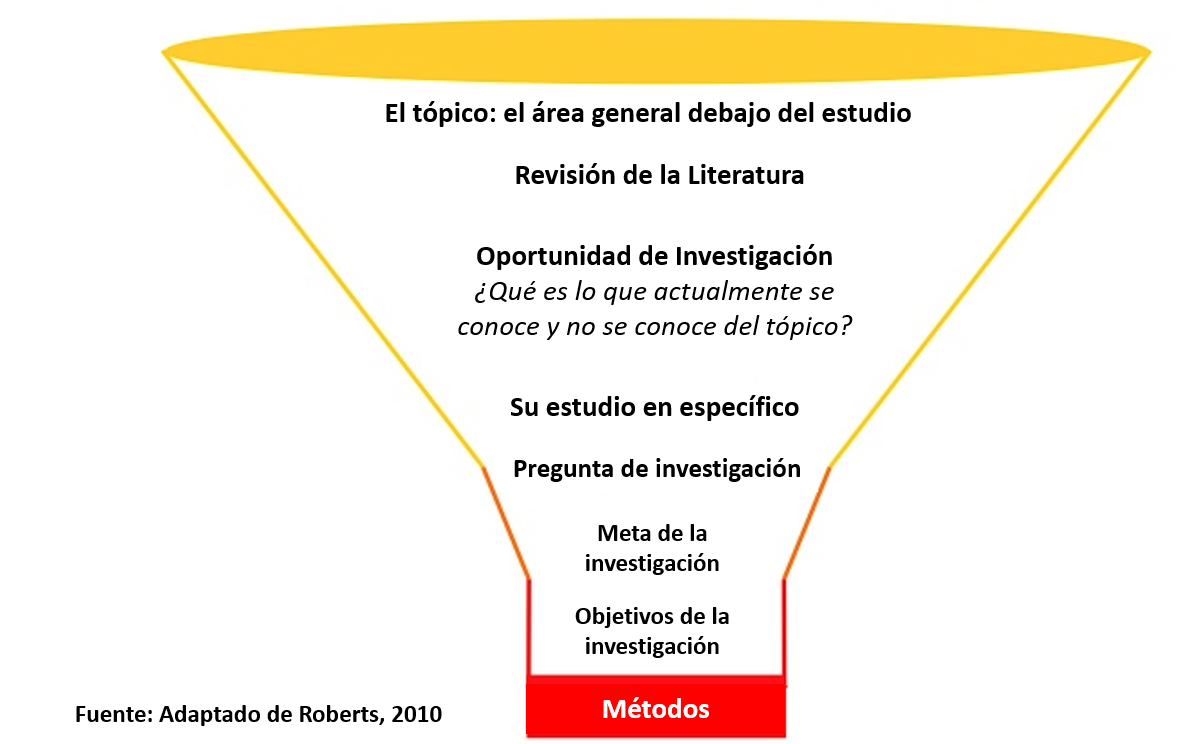 El tópico: el área general debajo del estudio
Revisión de la Literatura
Oportunidad de Investigación
¿Qué es lo que actualmente se
conoce y no se conoce del tópico?
Su estudio en específico
Pregunta de investigación
Meta de la
investigación
Objetivos de la
investigación
Métodos
Fuente: Adaptado de Roberts, 2010